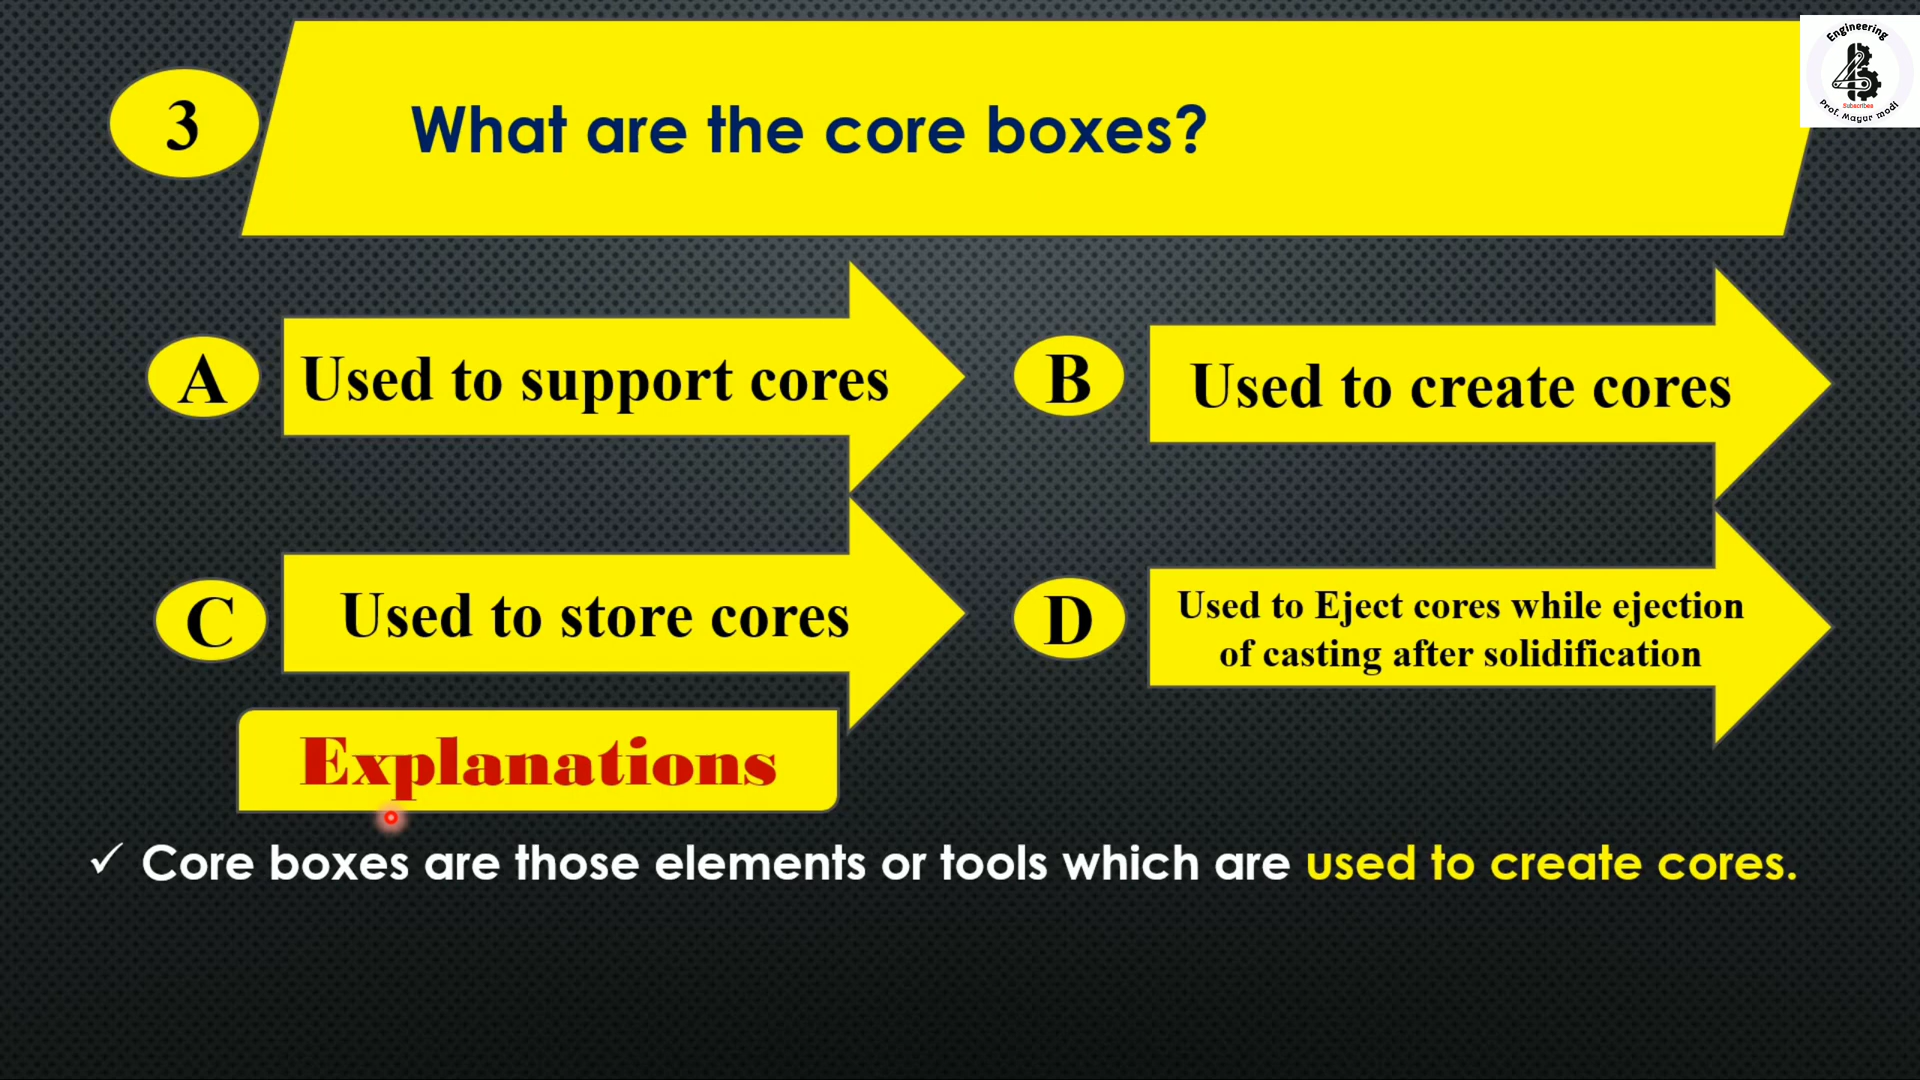 Engineering
Subscribes
Prof. Mayur modi
3
What are the core boxes?
A
Used to support cores
B
Used to create cores
C
Used to store cores
D
Used to Eject cores while ejection
of casting after solidification
Explanations
✓ Core boxes are those elements or tools which are used to create cores.